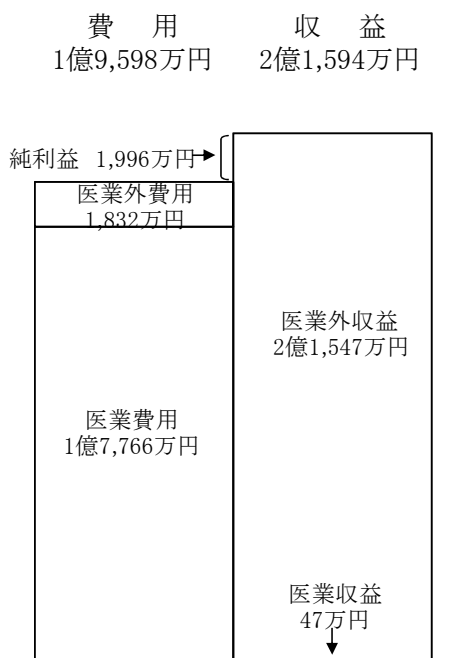 費用　収益
1億9,598万円　2億1,594万円
純利益 1,996万円
医業外費用
1,832万円
医業外収益
2億1,547万円
医業費用
1億7,766万円
医業収益
47万円